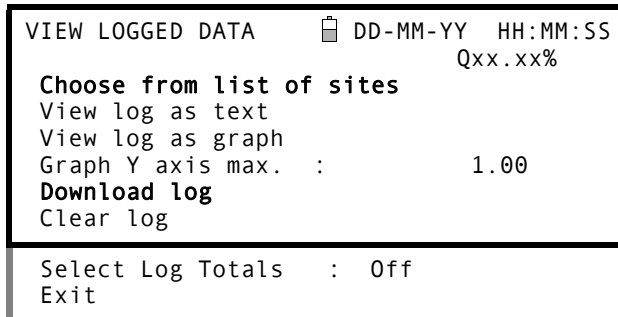 VIEW LOGGED DATA DD-MM-YY HH:MM:SS
Qxx.xx%
Choose from list of sites
View log as text
View log as graph
Graph Y axis max. : 1.00
Download log
Clear log
Select Log Totals : Off
Exit